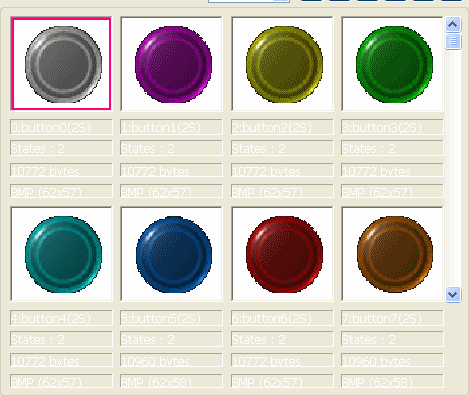 0:button0(2S) 1:button1(2S) 2:button2(2S) 3:button3(2S)
States : 2 States : 2 States : 2 States : 2
10772 bytes 10772 bytes 10772 bytes 10772 bytes
BMP (62x57) BMP (62x57) BMP (62x57) BMP (62x57)
4:button4(2S) 5:button5(2S) 6:button6(2S) 7:button7(2S)
States : 2 States : 2 States : 2 States : 2
10772 bytes 10960 bytes 10772 bytes 10960 bytes
BMP (62x57) BMP (62x58) BMP (62x57) BMP (62x58)